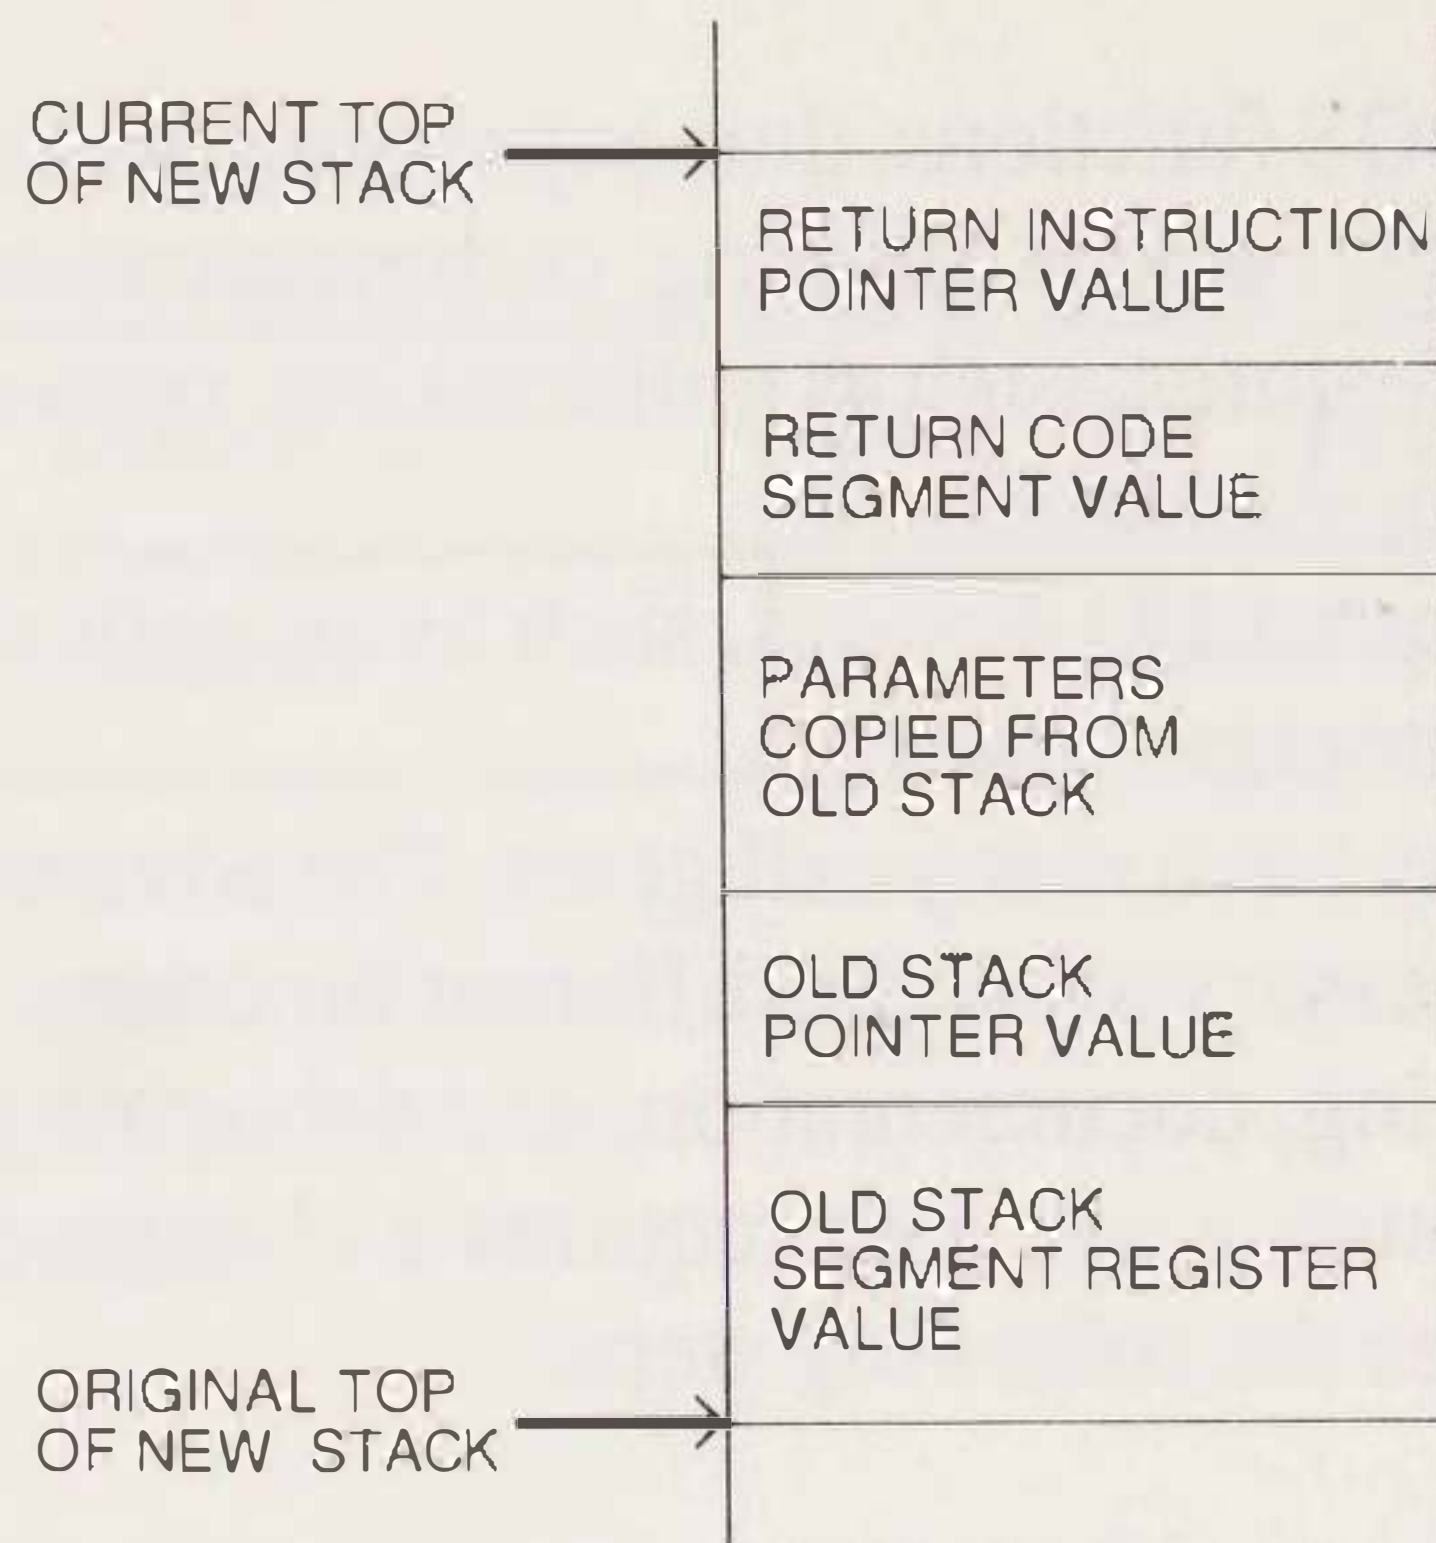 CURRENT TOP
OF NEW STACK
RETURN INSTRUCTION
POINTER VALUE
RETURN CODE
SEGMENT VALUE
PARAMETERS
COPIED FROM
OLD STACK
OLD STACK
POINTER VALUE
OLD STACK
SEGMENT REGISTER
VALUE
ORIGINAL TOP
OF NEW STACK